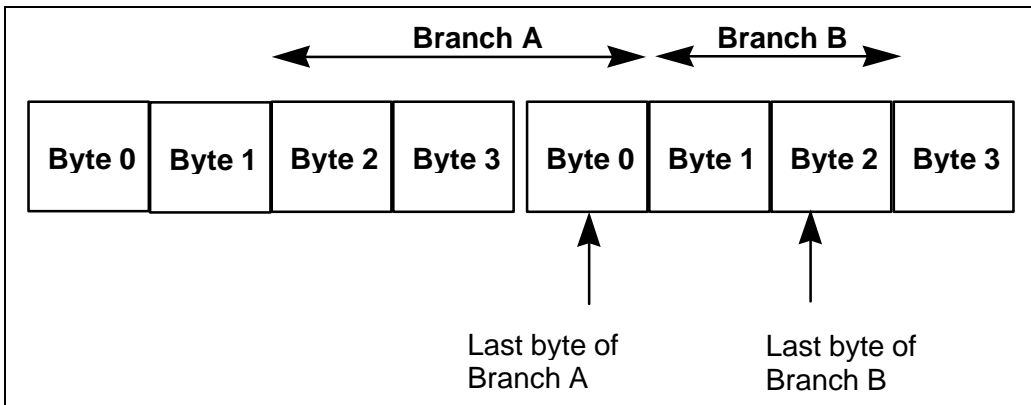 Branch A Branch B
Byte 0 Byte 1 Byte 2 Byte 3 Byte 0 Byte 1 Byte 2 Byte 3
Last byte of Branch A
Last byte of Branch B